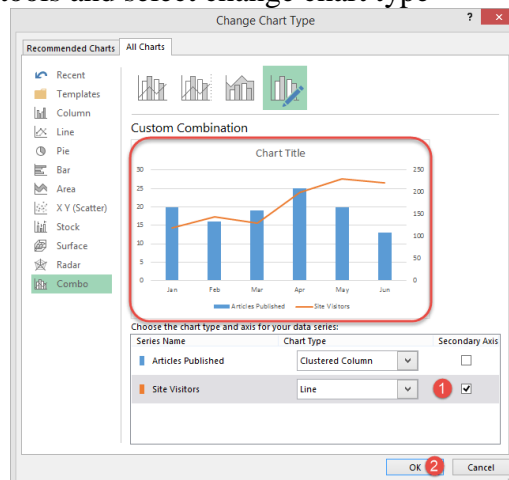 tools and select change chart type
Change Chart Type
? ×
Recommended Charts All Charts
Recent
Templates
Column
Line
Pie
Bar
Area
X Y (Scatter)
Stock
Surface
Radar
Combo
Custom Combination
Chart Title
30 250
25
200
20
150
15
100
10
50
5
0 0
Jan Feb Mar Apr May Jun
Articles Published Site Visitors
Choose the chart type and axis for your data series:
Series Name Chart Type Secondary Axis
Articles Published Clustered Column
Site Visitors Line 1
OK 2 Cancel